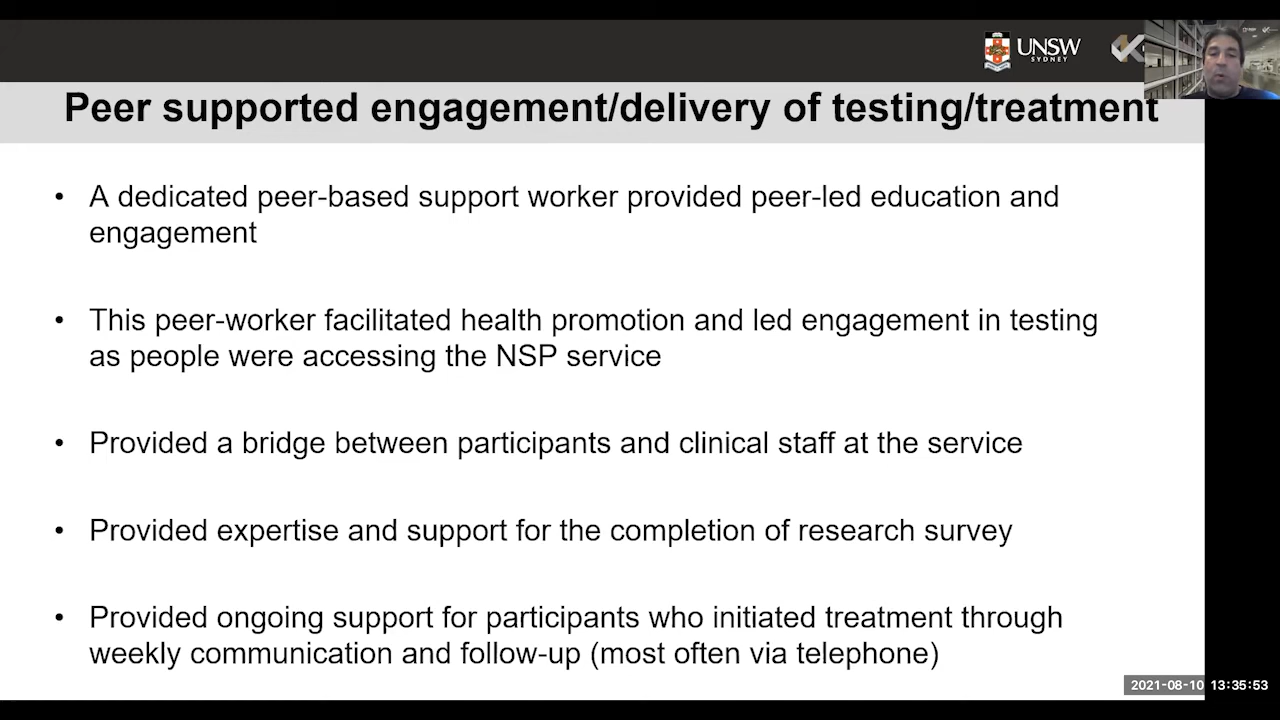 UNSW
SYDNEY
Peer supported engagement/delivery of testing/treatment
• A dedicated peer-based support worker provided peer-led education and
engagement
• This peer-worker facilitated health promotion and led engagement in testing
as people were accessing the NSP service
• Provided a bridge between participants and clinical staff at the service
• Provided expertise and support for the completion of research survey
• Provided ongoing support for participants who initiated treatment through
weekly communication and follow-up (most often via telephone)
2021-08-10 13:35:53